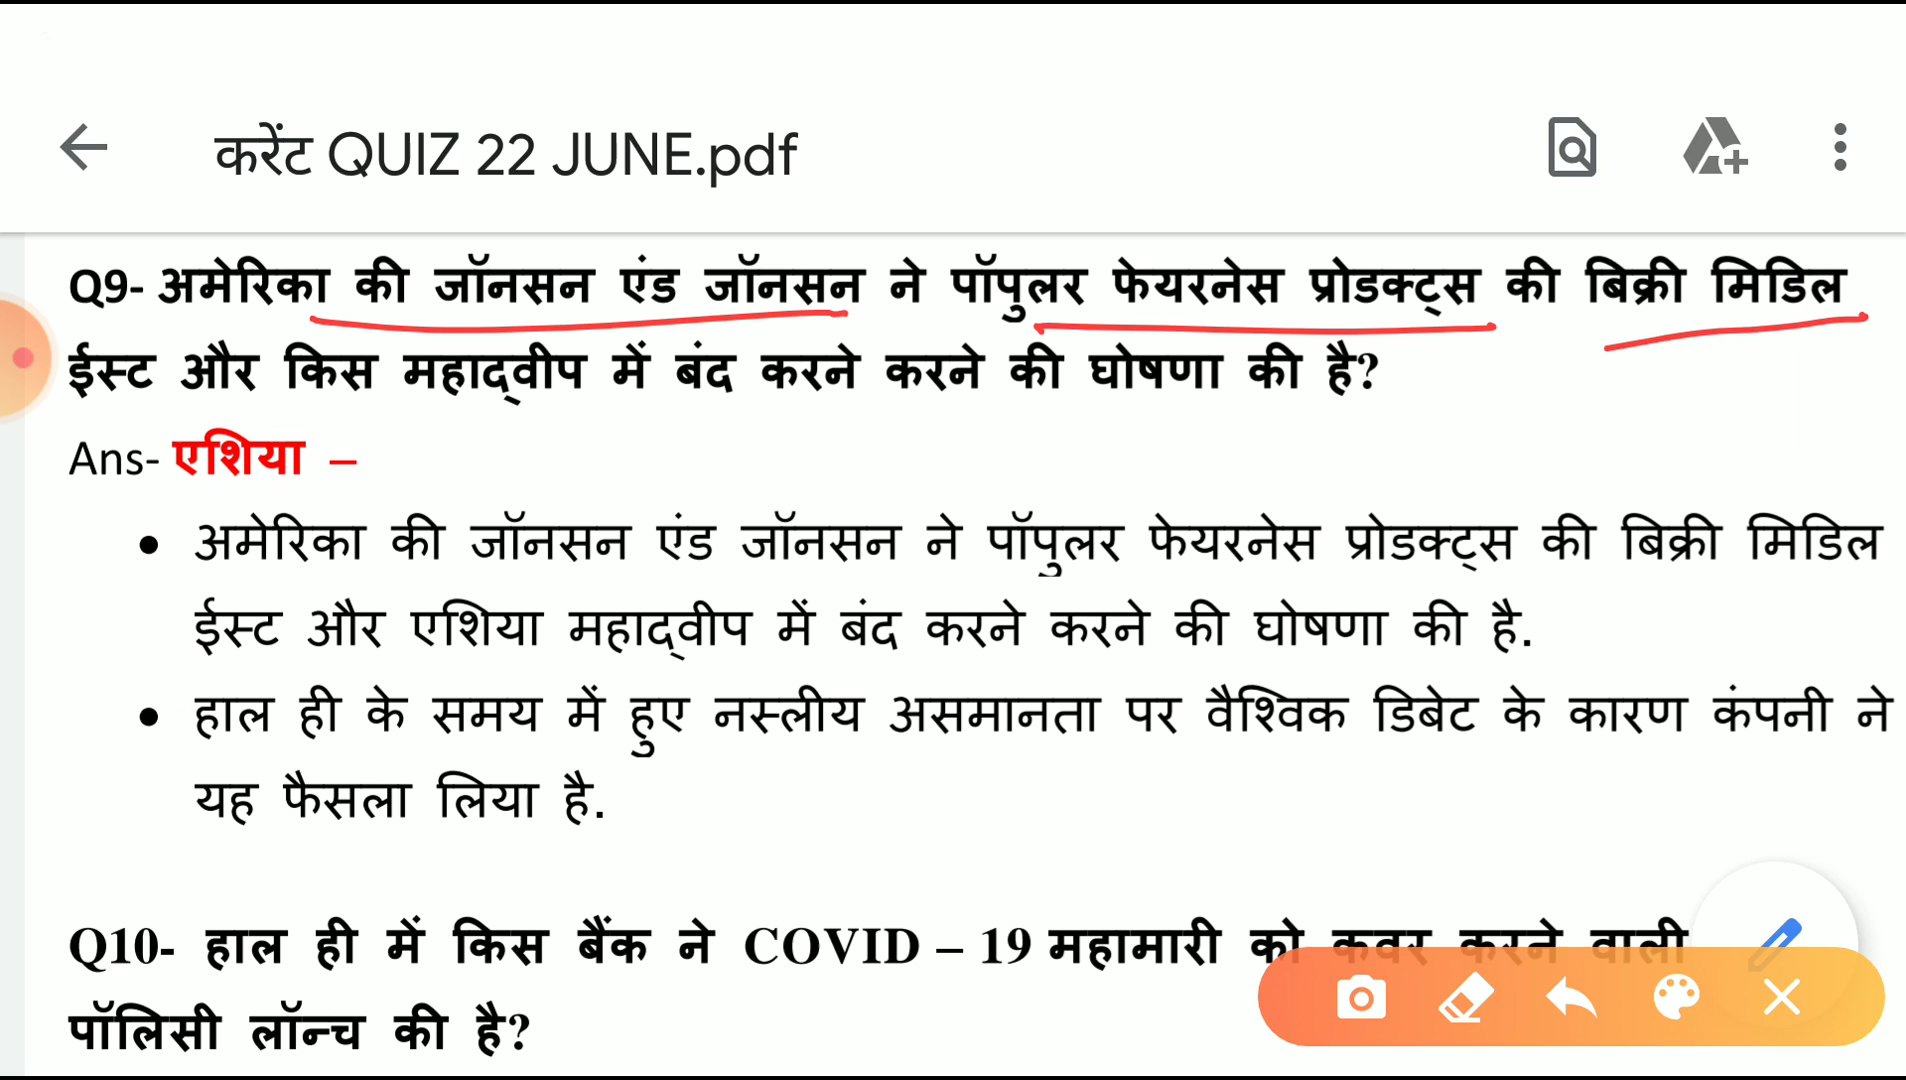 करेंट QUIZ 22 JUNE.pdf
Q9- अमेरिका की जॉनसन एंड जॉनसन ने पॉपुलर फेयरनेस प्रोडक्ट्स की बिक्री मिडिल
ईस्ट और किस महाद्वीप में बंद करने करने की घोषणा की है?
Ans- एशिया –
• अमेरिका की जॉनसन एंड जॉनसन ने पॉपुलर फेयरनेस प्रोडक्ट्स की बिक्री मिडिल
ईस्ट और एशिया महाद्वीप में बंद करने करने की घोषणा की है.
• हाल ही के समय में हुए नस्लीय असमानता पर वैश्विक डिबेट के कारण कंपनी ने
यह फैसला लिया है.
Q10- हाल ही में किस बैंक ने COVID – 19 महामारी को कवर करने वाली
पॉलिसी लॉन्च की है?